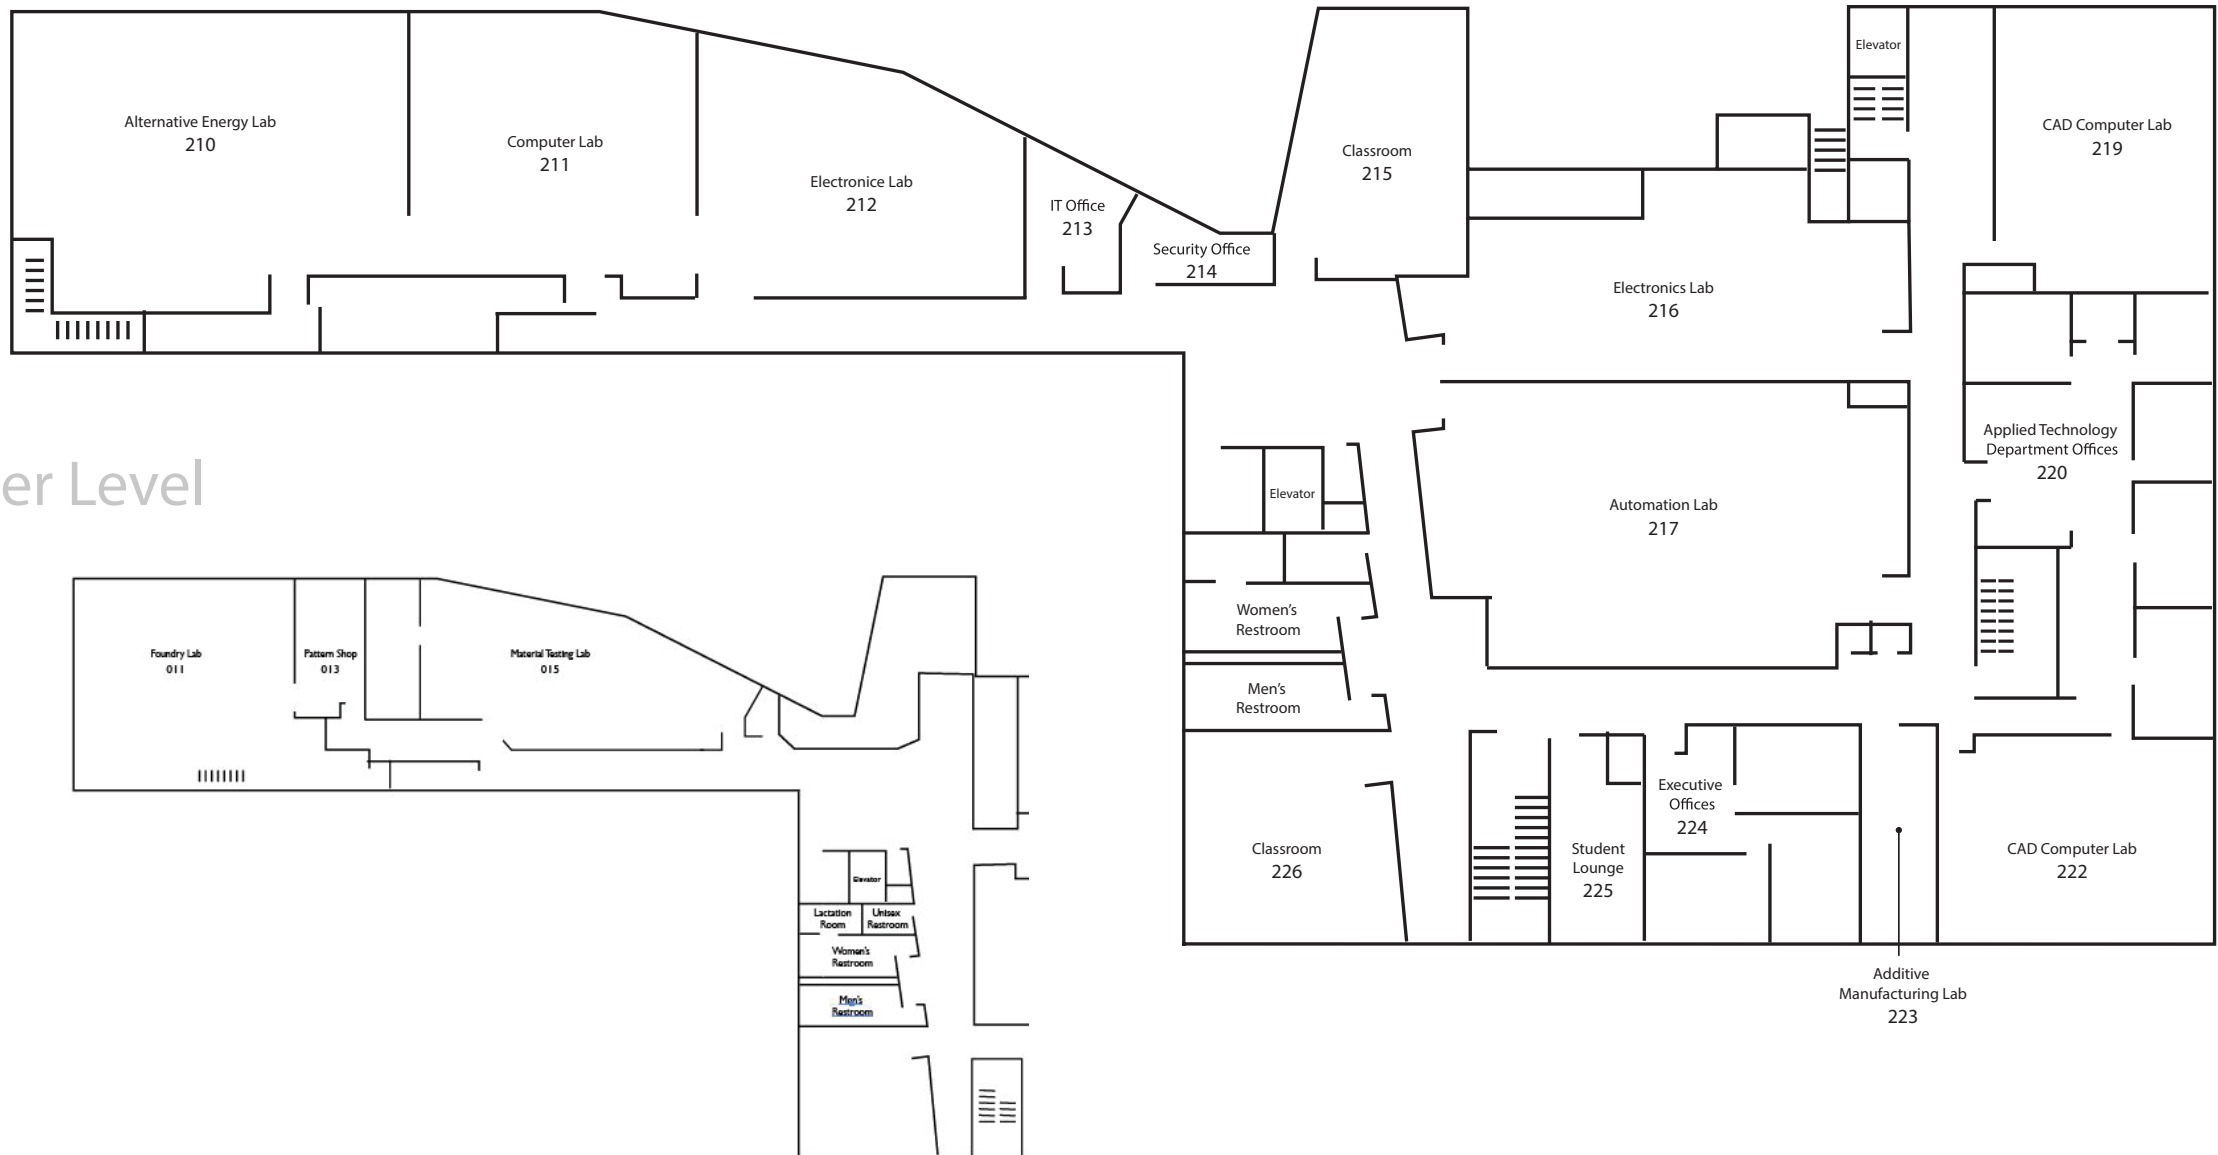 Alternative Energy Lab
210
Computer Lab
211
Electronice Lab
212
IT Office
213
Security Office
214
Classroom
215
Elevator
CAD Computer Lab
219
Electronics Lab
216
Applied Technology
Department Offices
220
Elevator
Automation Lab
217
Women's
Restroom
Men's
Restroom
Classroom
226
Student
Lounge
225
Executive
Offices
224
CAD Computer Lab
222
Additive
Manufacturing Lab
223
er Level
Foundry Lab
011
Pattern Shop
013
Material Testing Lab
015
Elevator
Lactation
Room
Unisex
Restroom
Women's
Restroom
Men's
Restroom